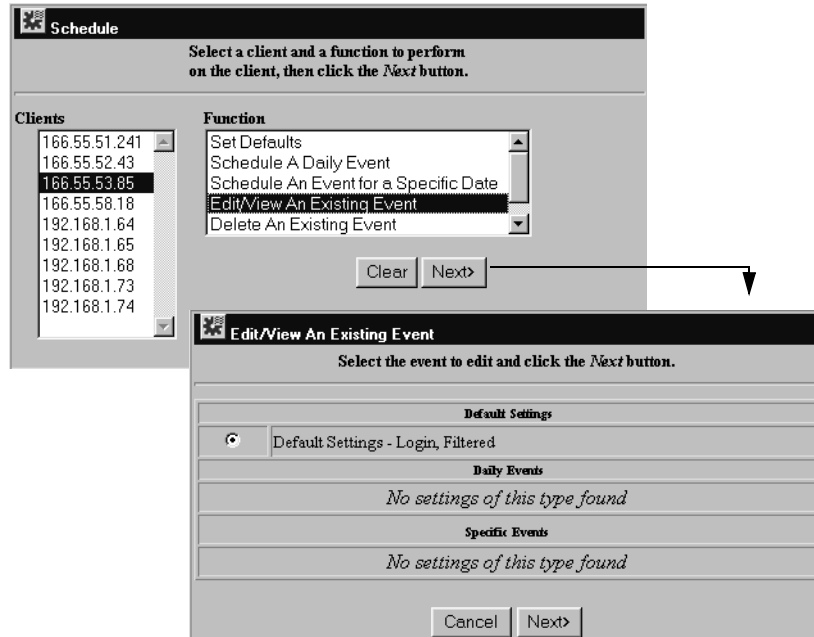 Schedule
Select a client and a function to perform
on the client, then click the Next button.
Clients
166.55.51.241
166.55.52.43
166.55.53.85
166.55.58.18
192.168.1.64
192.168.1.65
192.168.1.68
192.168.1.73
192.168.1.74
Function
Set Defaults
Schedule A Daily Event
Schedule An Event for a Specific Date
Edit/View An Existing Event
Delete An Existing Event
Clear
Next>
Edit/View An Existing Event
Select the event to edit and click the Next button.
Default Settings
Default Settings - Login, Filtered
Daily Events
No settings of this type found
Specific Events
No settings of this type found
Cancel
Next>